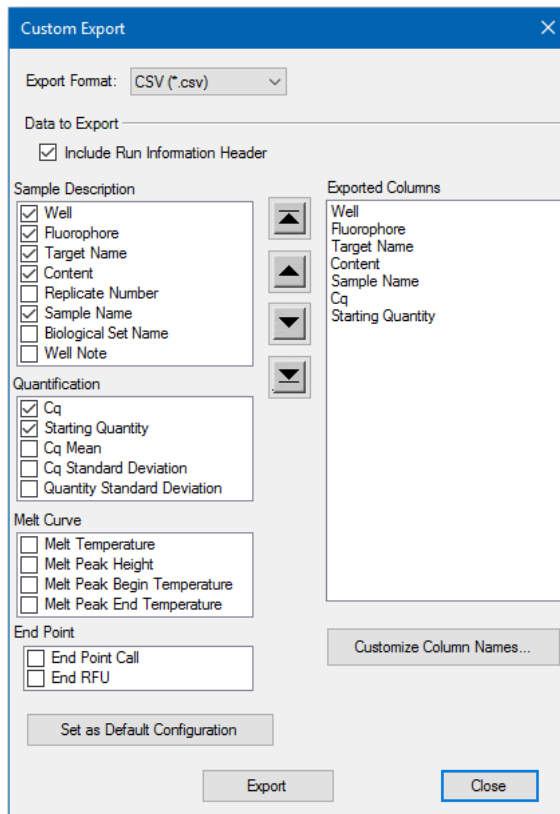 Custom Export
Export Format: CSV (*.csv)
Data to Export
Include Run Information Header
Sample Description
Well
Fluorophore
Target Name
Content
Replicate Number
Sample Name
Biological Set Name
Well Note
Quantification
Cq
Starting Quantity
Cq Mean
Cq Standard Deviation
Quantity Standard Deviation
Melt Curve
Melt Temperature
Melt Peak Height
Melt Peak Begin Temperature
Melt Peak End Temperature
End Point
End Point Call
End RFU
Exported Columns
Well
Fluorophore
Target Name
Content
Sample Name
Cq
Starting Quantity
Customize Column Names...
Set as Default Configuration
Export
Close